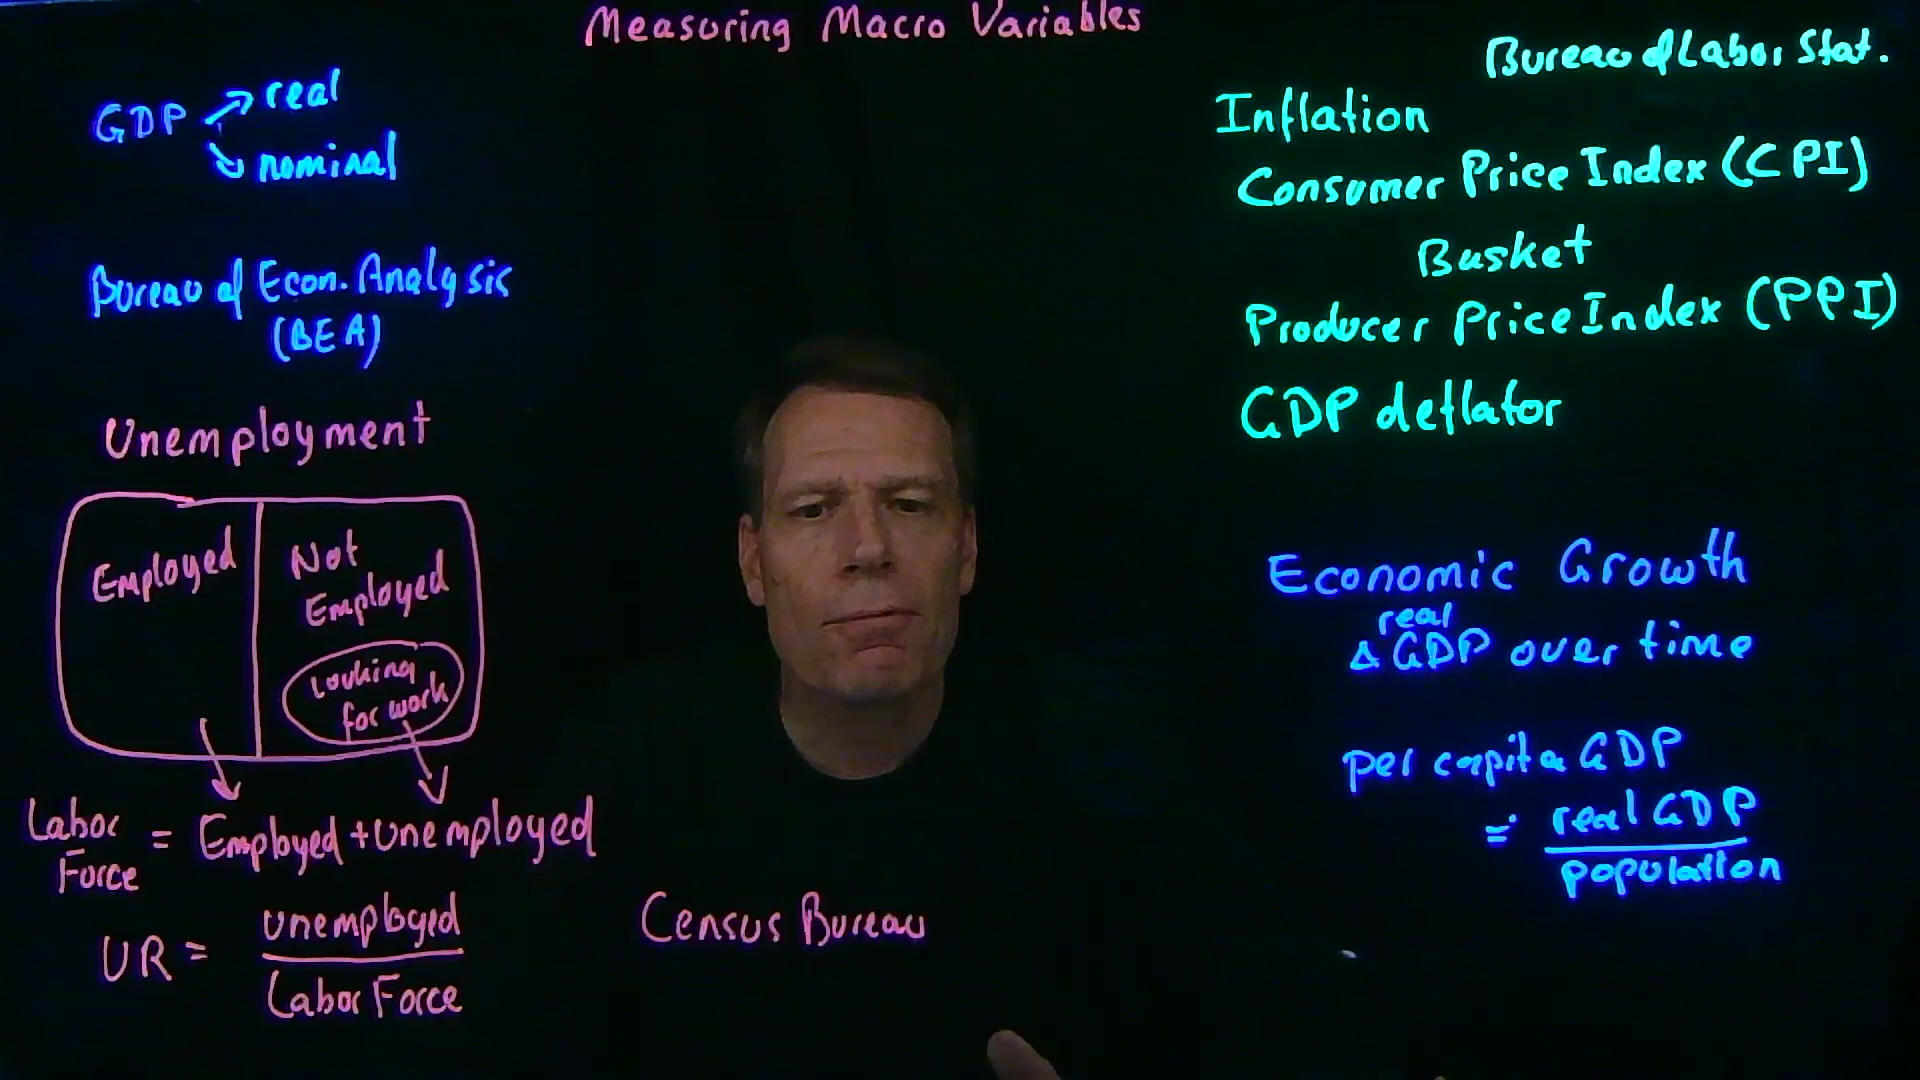 Measuring Macro Variables
GDP real
nominal
Bureau of Econ. Analysis
(BEA)
Unemployment
Employed
Not
Employed
Looking
for work
Labor
Force = Employed + Unemployed
UR = unemployed
Labor Force
Census Bureau
Bureau of Labor Stat.
Inflation
Consumer Price Index (CPI)
Basket
Producer Price Index (PPI)
GDP deflator
Economic Growth
real
Δ GDP over time
per capita GDP
= real GDP
population